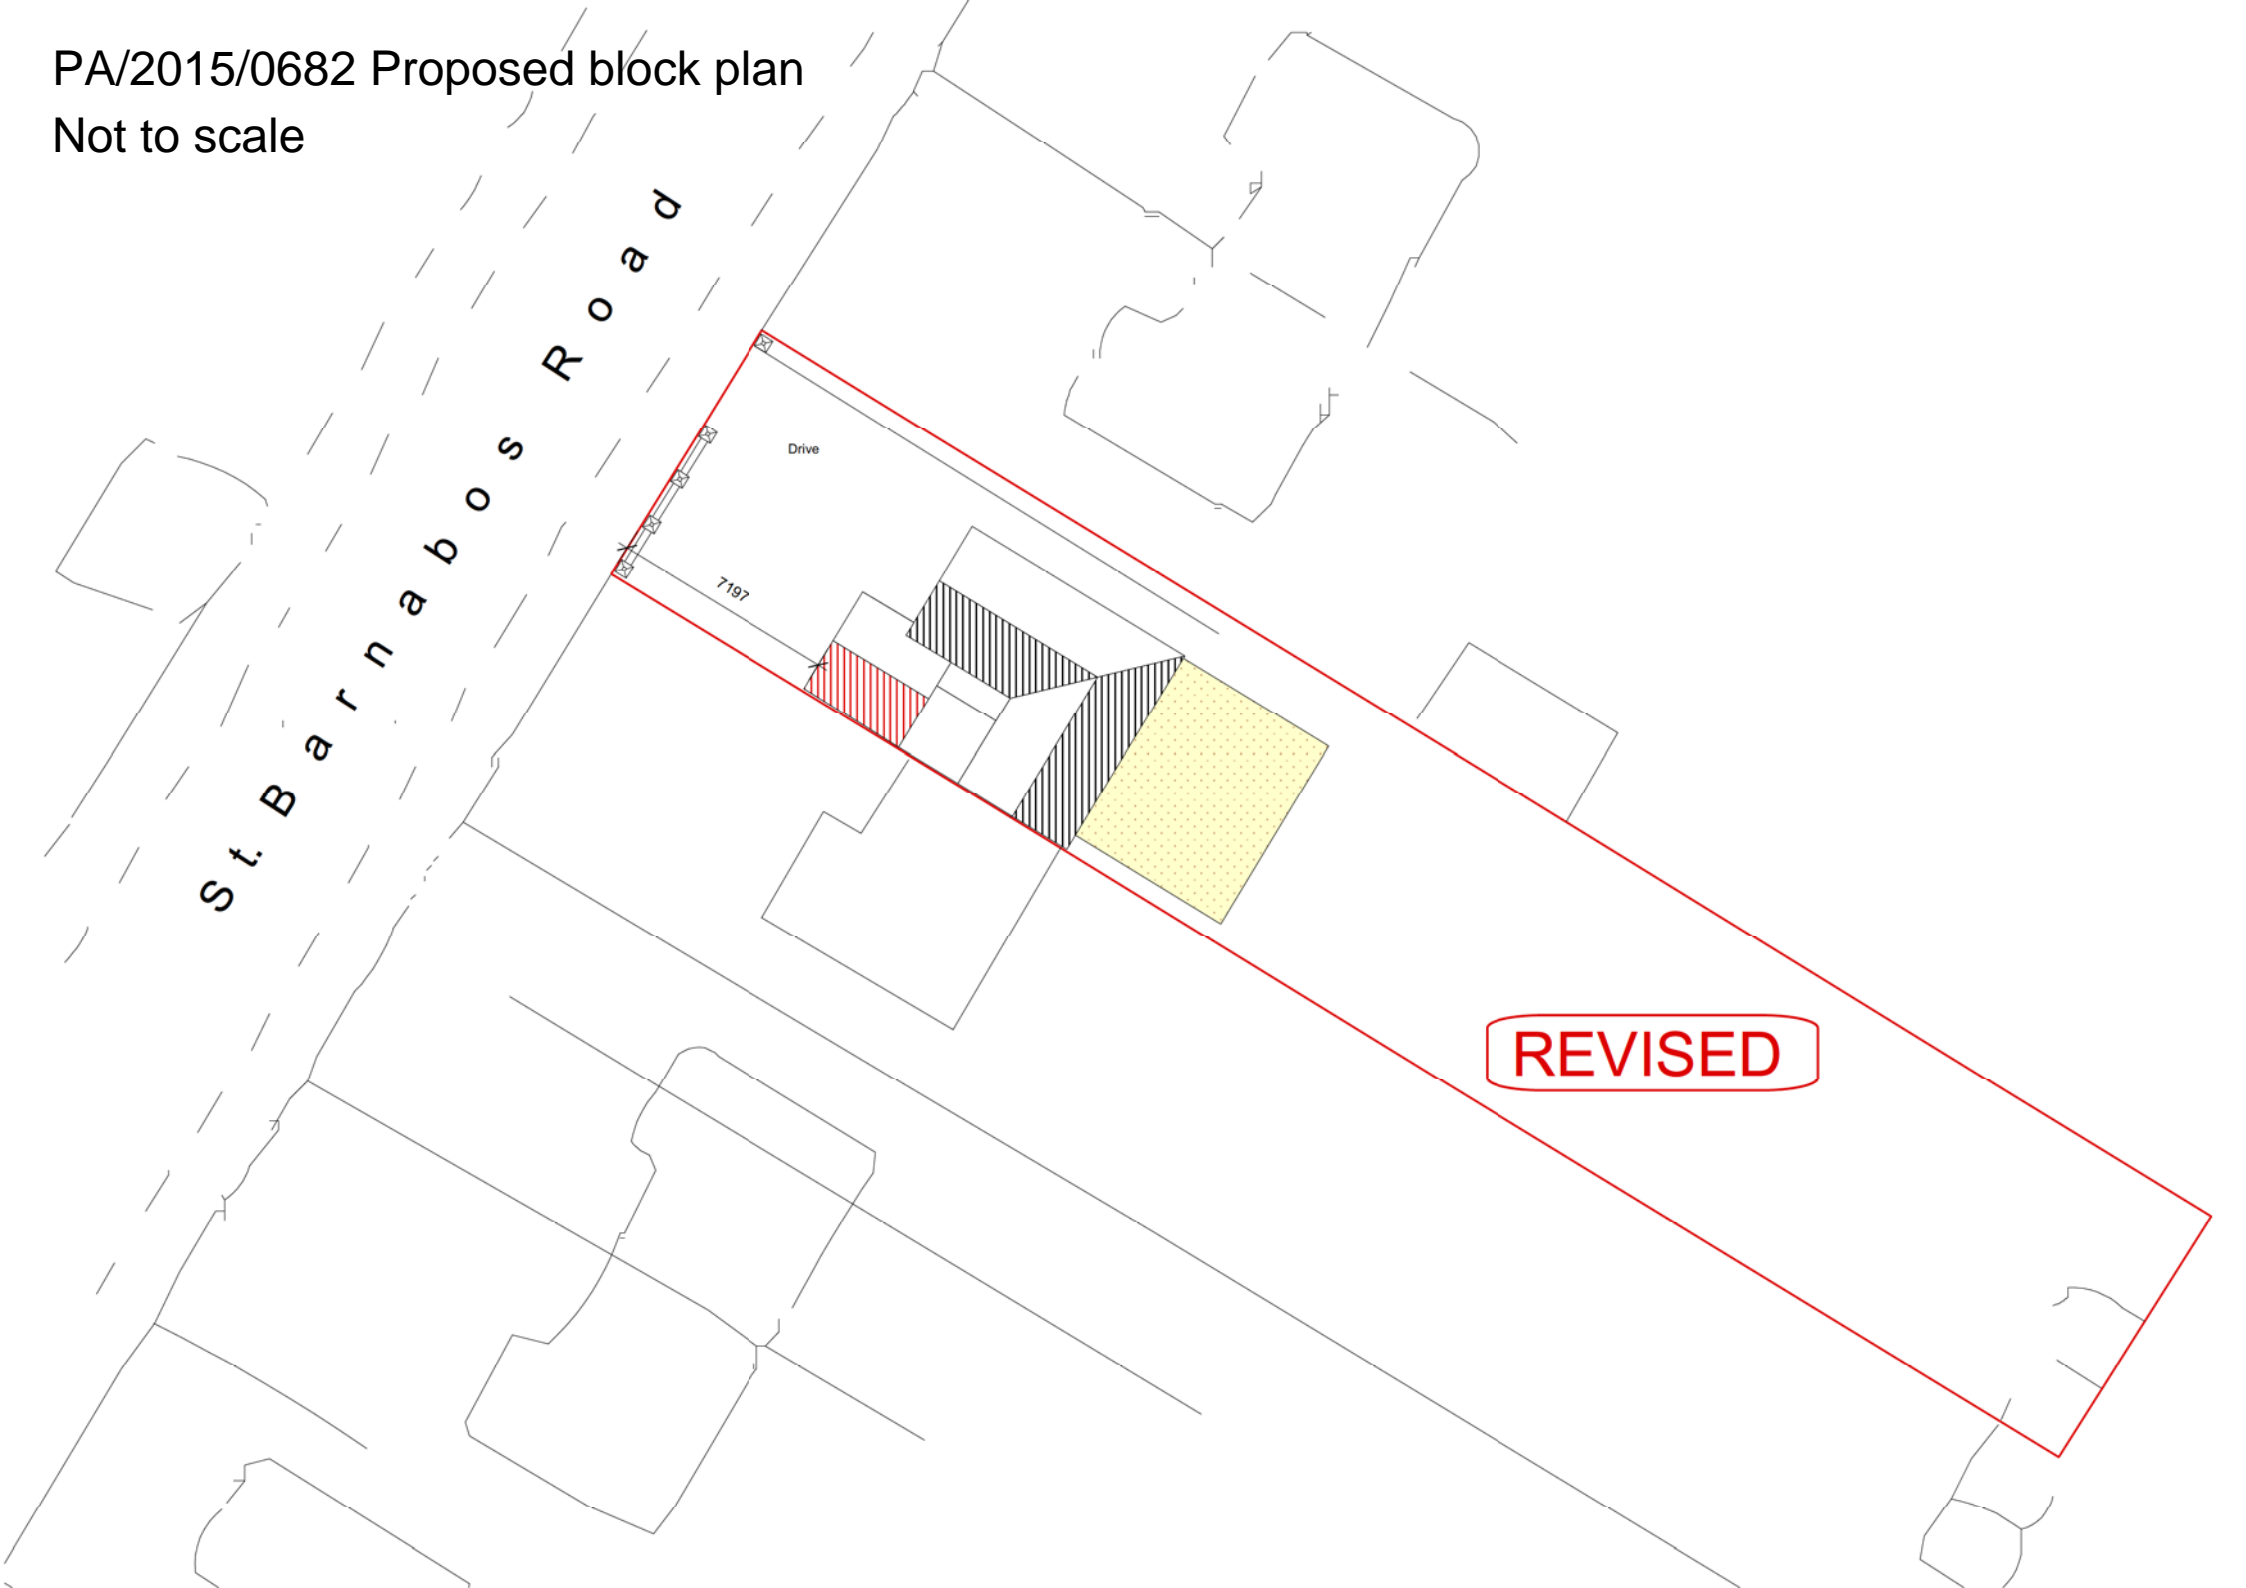 PA/2015/0682 Proposed block plan
Not to scale
St. Barnabos Road
Drive
7197
REVISED